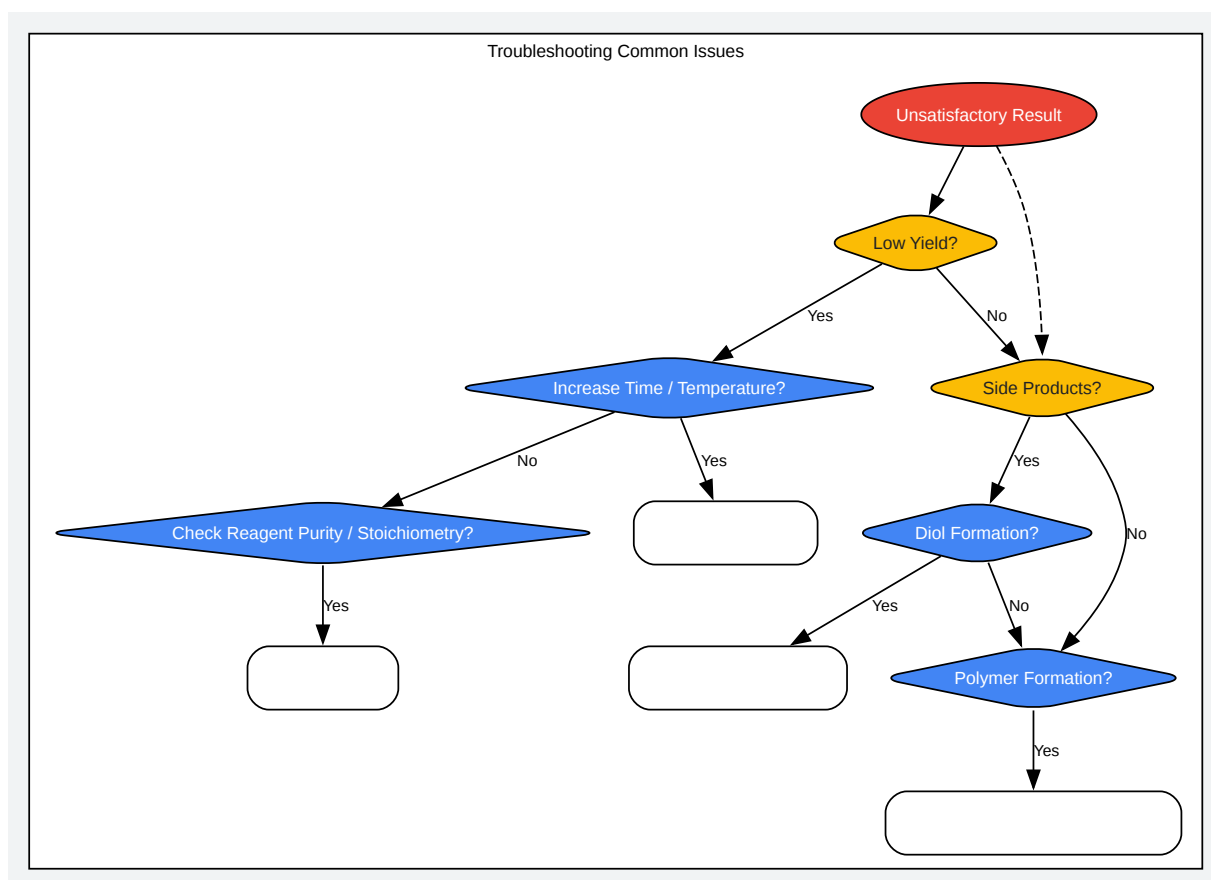 Troubleshooting Common Issues
Unsatisfactory Result
Low Yield?
Yes
No
Increase Time / Temperature?
Side Products?
No
Yes
Yes
No
Check Reagent Purity / Stoichiometry?
Diol Formation?
Yes
Yes
No
Polymer Formation?
Yes